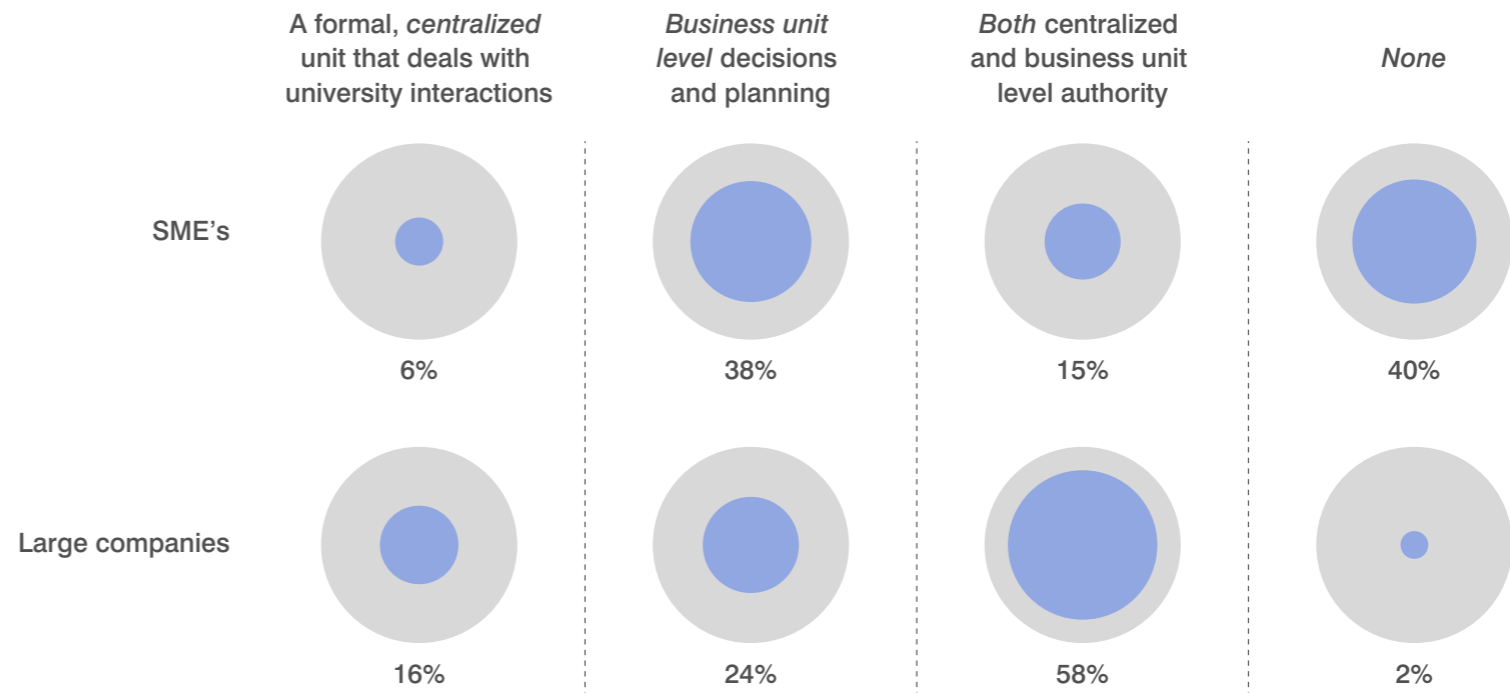 A formal, centralized
unit that deals with
university interactions
Business unit
level decisions
and planning
Both centralized
and business unit
level authority
None
SME’s
6%
38%
15%
40%
Large companies
16%
24%
58%
2%